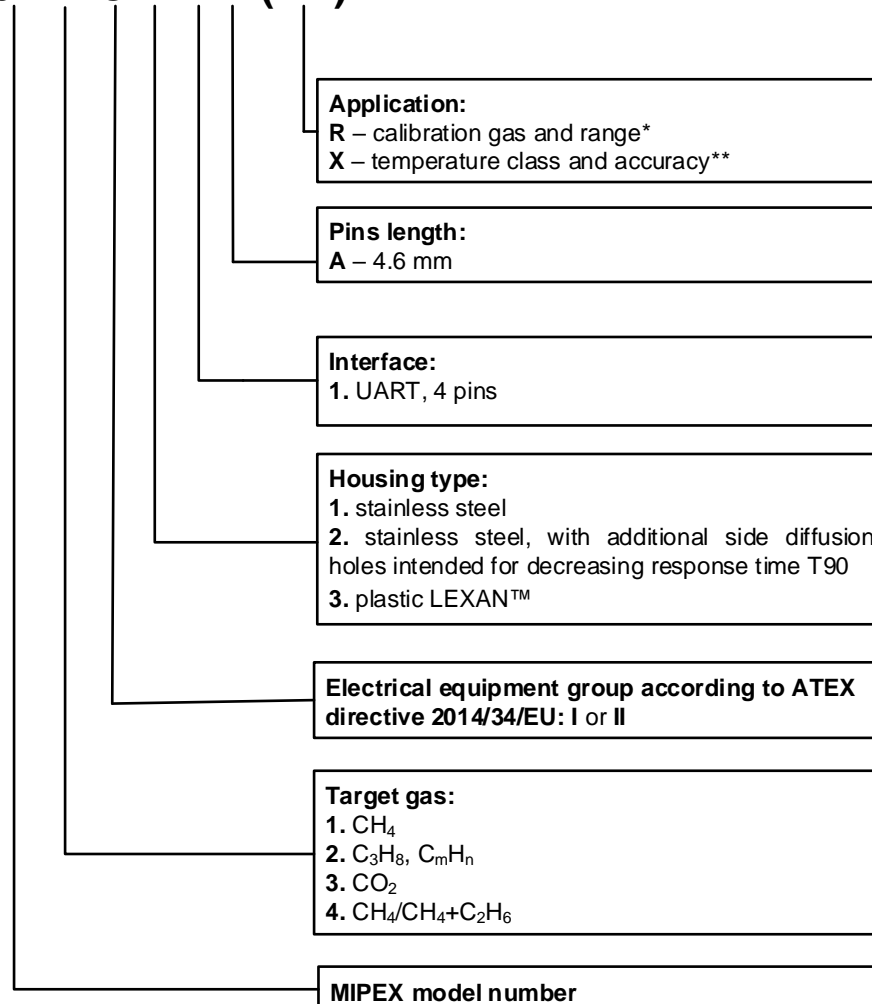 Application:
R – calibration gas and range*
X – temperature class and accuracy**
Pins length:
A – 4.6 mm
Interface:
1. UART, 4 pins
Housing type:
1. stainless steel
2. stainless steel, with additional side diffusion
holes intended for decreasing response time T90
3. plastic LEXAN™
Electrical equipment group according to ATEX
directive 2014/34/EU: I or II
Target gas:
1. CH₄
2. C₃H₈, CₘHₙ
3. CO₂
4. CH₄/CH₄+C₂H₆
MIPEX model number